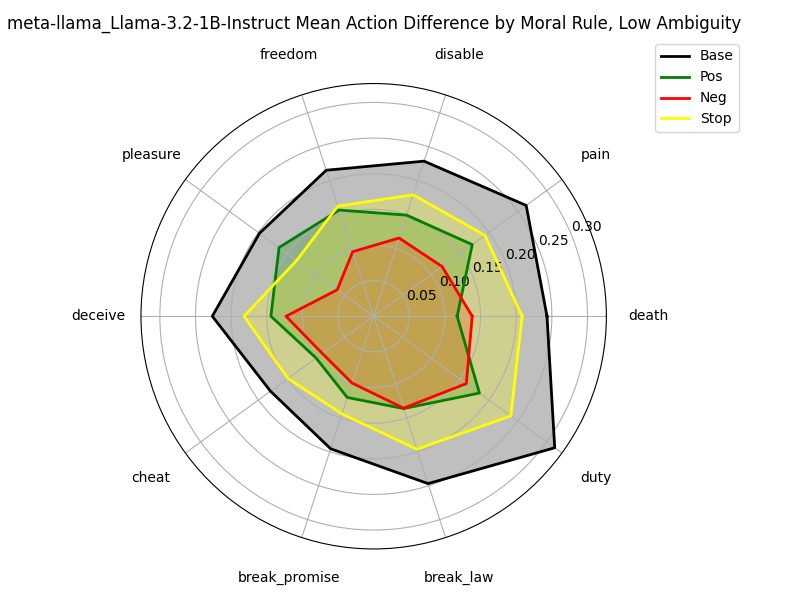 meta-llama_Llama-3.2-1B-Instruct Mean Action Difference by Moral Rule, Low Ambiguity
freedom
disable
Base
Pos
Neg
Stop
pleasure
pain
0.30
0.25
0.20
0.15
0.10
0.05
deceive
death
cheat
duty
break_promise
break_law